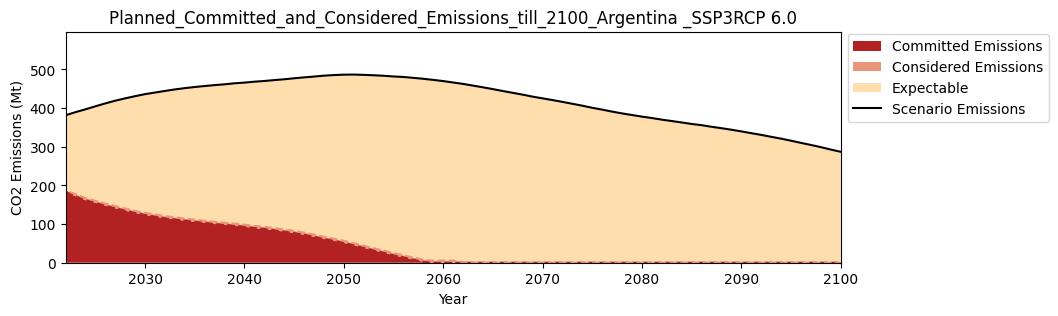 Planned_Committed_and_Considered_Emissions_till_2100_Argentina _SSP3RCP 6.0
Committed Emissions
Considered Emissions
Expectable
Scenario Emissions
CO2 Emissions (Mt)
500
400
300
200
100
0
2030 2040 2050 2060 2070 2080 2090 2100
Year